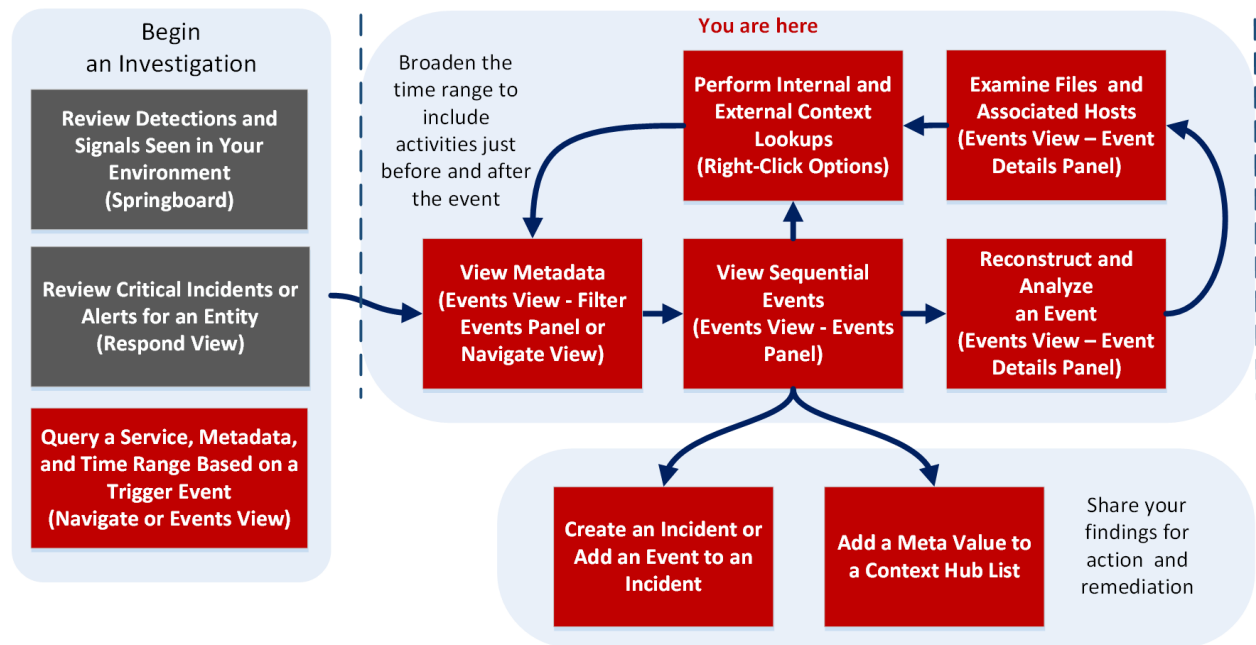 Begin
an Investigation
Review Detections and
Signals Seen in Your
Environment
(Springboard)
Review Critical Incidents or
Alerts for an Entity
(Respond View)
Query a Service, Metadata,
and Time Range Based on a
Trigger Event
(Navigate or Events View)
You are here
Broaden the
time range to
include
activities just
before and after
the event
Perform Internal and
External Context
Lookups
(Right-Click Options)
Examine Files and
Associated Hosts
(Events View – Event
Details Panel)
View Metadata
(Events View - Filter
Events Panel or
Navigate View)
View Sequential
Events
(Events View - Events
Panel)
Reconstruct and
Analyze
an Event
(Events View – Event
Details Panel)
Create an Incident or
Add an Event to an
Incident
Add a Meta Value to
a Context Hub List
Share your
findings for
action and
remediation